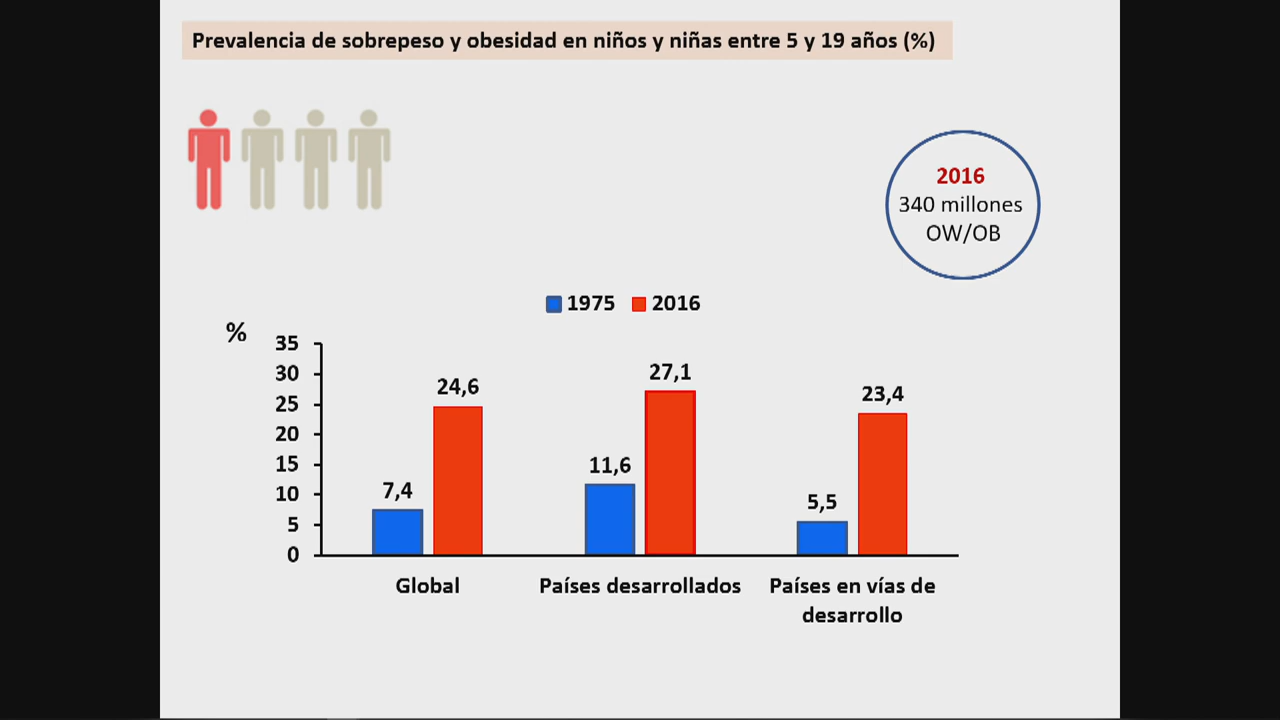 Prevalencia de sobrepeso y obesidad en niños y niñas entre 5 y 19 años (%)
2016
340 millones
OW/OB
1975 2016
%
35
30
25
20
15
10
5
0
7,4
24,6
11,6
27,1
5,5
23,4
Global
Países desarrollados
Países en vías de
desarrollo